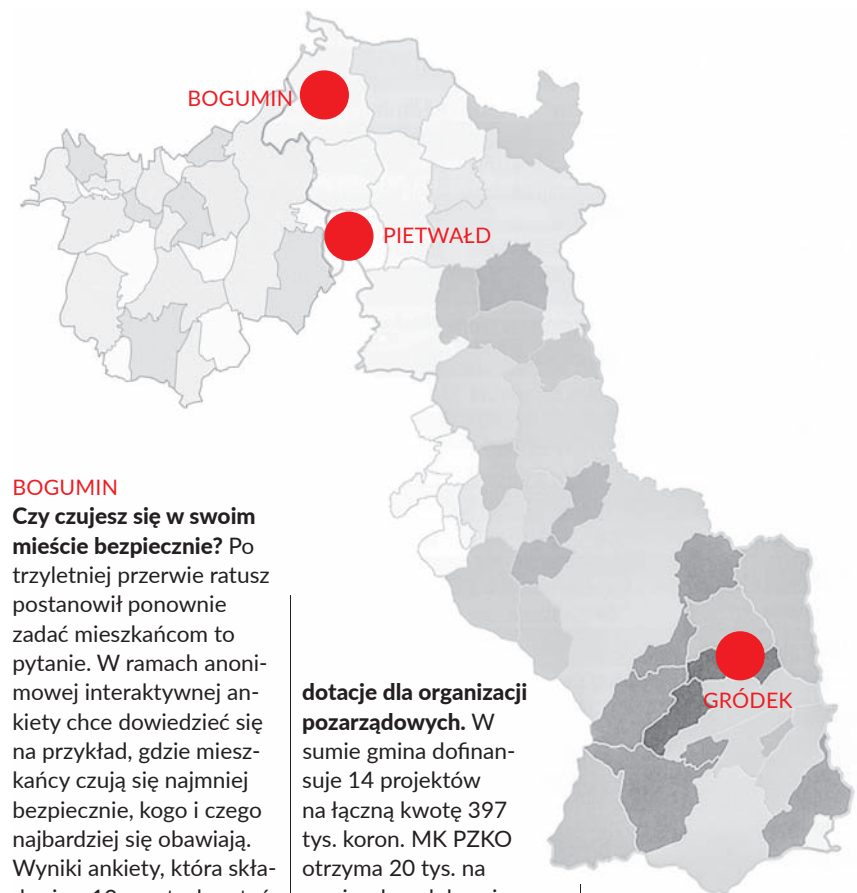 BOGUMIN
PIETWAŁD
GRÓDEK
BOGUMIN
Czy czujesz się w swoim
mieście bezpiecznie? Po
trzyletniej przerwie ratusz
postanowił ponownie
zadać mieszkańcom to
pytanie. W ramach anoni-
mowej interaktywnej an-
kiety chce dowiedzieć się
na przykład, gdzie miesz-
kańcy czują się najmniej
bezpiecznie, kogo i czego
najbardziej się obawiają.
Wyniki ankiety, która skła-
dotacje dla organizacji
pozarządowych. W
sumie gmina dofinan-
suje 14 projektów
na łączną kwotę 397
tys. koron. MK PZKO
otrzyma 20 tys. na